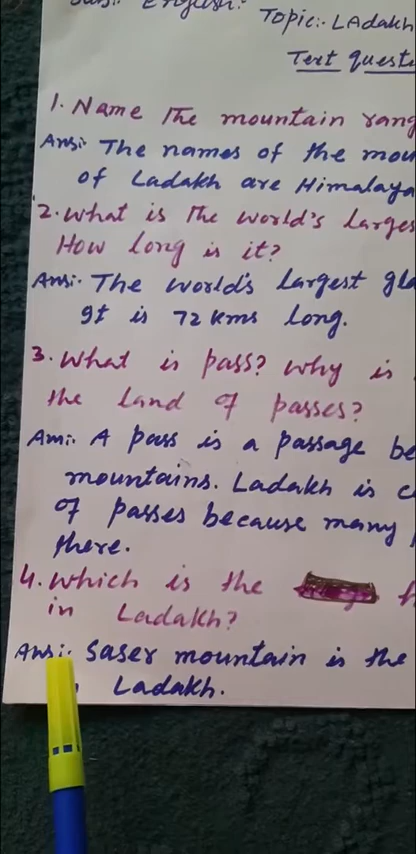 English:
Topic:- LAdakh
Text quest
1. Name The mountain rang
Ans:- The names of the mou
of Ladakh are Himalaya
2. what is The world's larges
How long is it?
Ans:- The world's largest gla
It is 72 kms long.
3. What is pass? why is
the land of passes?
Ans:- A pass is a passage be
mountains. Ladakh is c
of passes because many
there.
4. which is the h
in Ladakh?
Ans:- Saser mountain is the
Ladakh.